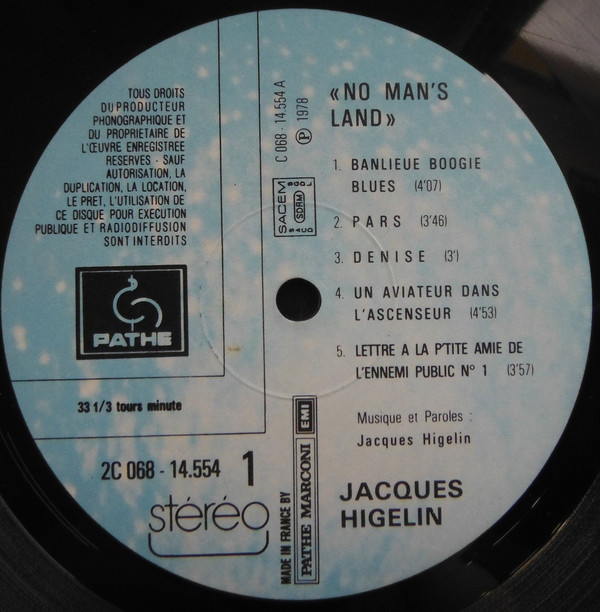 TOUS DROITS
DU PRODUCTEUR
PHONOGRAPHIQUE ET
DU PROPRIETAIRE DE
L'ŒUVRE ENREGISTREE
RESERVES - SAUF
AUTORISATION, LA
DUPLICATION, LA LOCATION,
LE PRET, L'UTILISATION DE
CE DISQUE POUR EXECUTION
PUBLIQUE ET RADIODIFFUSION
SONT INTERDITS
PATHE
33 1/3 tours minute
2C 068 - 14.554 1
stéréo
C 068 - 14.554 A
Ⓟ 1978
SACEM
SDRM
SACD
MADE IN FRANCE BY
PATHE MARCONI EMI
«NO MAN'S
LAND»
1. BANLIEUE BOOGIE
BLUES (4'07)
2. PARS (3'46)
3. DENISE (3')
4. UN AVIATEUR DANS
L'ASCENSEUR (4'53)
5. LETTRE A LA P'TITE AMIE DE
L'ENNEMI PUBLIC N° 1 (3'57)
Musique et Paroles :
Jacques Higelin
JACQUES
HIGELIN